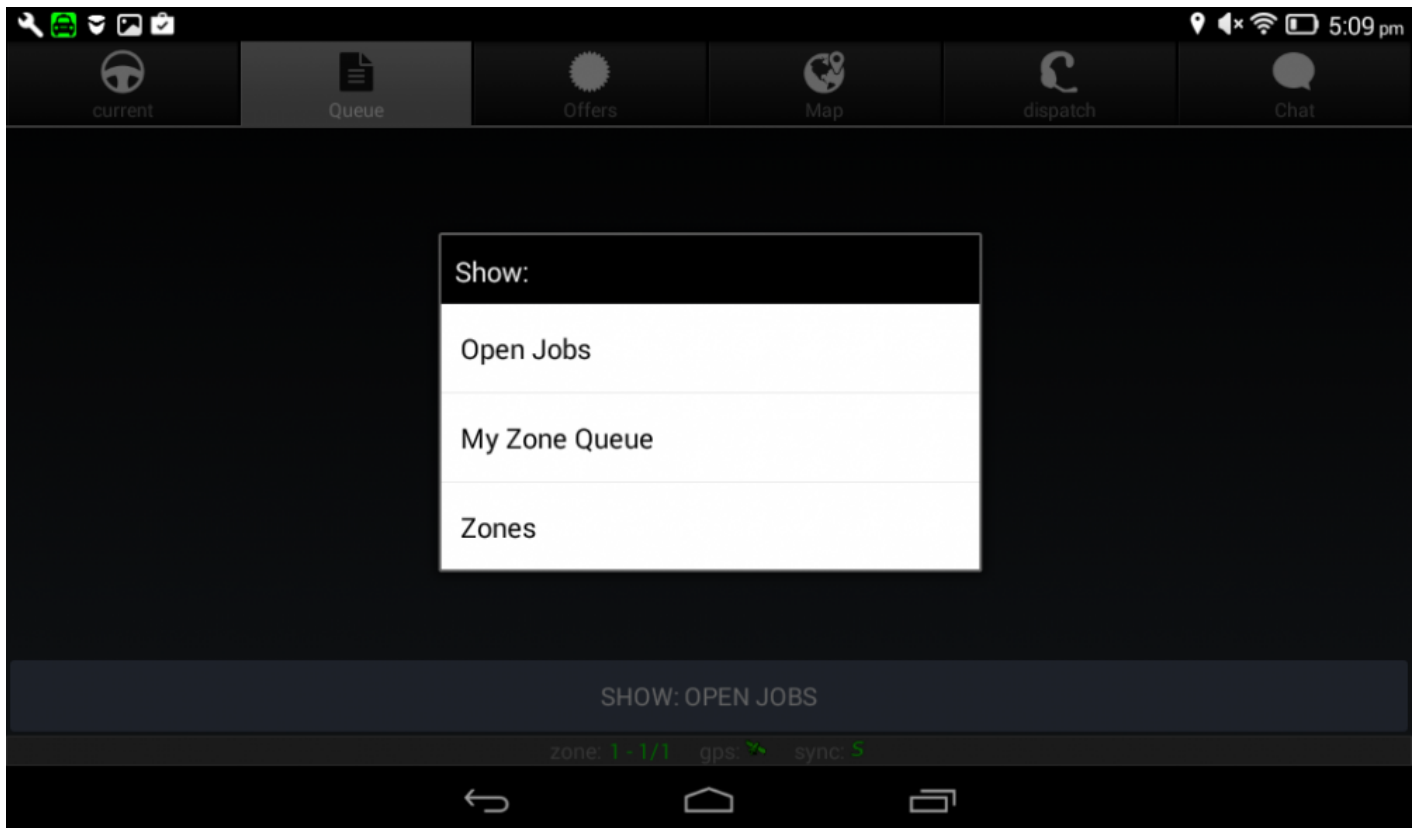 5:09 pm
current
Queue
Offers
Map
dispatch
Chat
Show:
Open Jobs
My Zone Queue
Zones
SHOW: OPEN JOBS
zone: 1 - 1/1 gps: sync: S